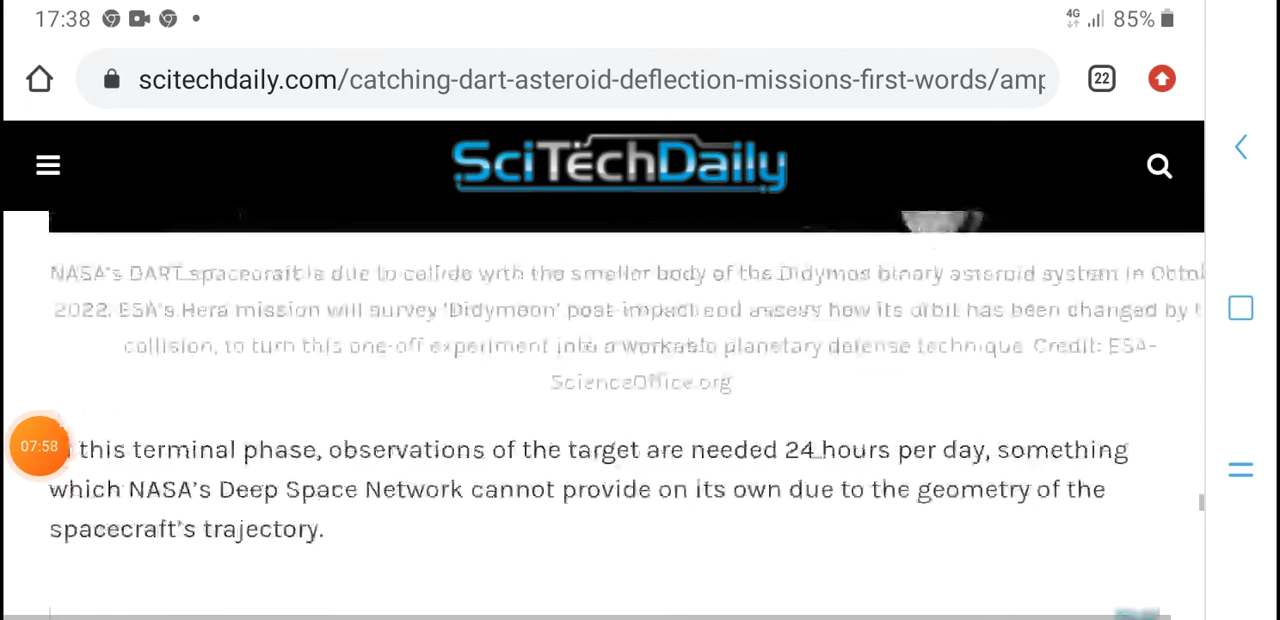 17:38
4G
85%
scitechdaily.com/catching-dart-asteroid-deflection-missions-first-words/amp
22
SciTechDaily
NASA's DART spacecraft is due to collide with the smaller body of the Didymos binary asteroid system in
2022. ESA's Hera mission will survey 'Didymoon' post-impact and assess how its orbit has been changed by
collision, to turn this one-off experiment into a workable planetary defense technique. Credit: ESA–
ScienceOffice.org
07:58
this terminal phase, observations of the target are needed 24 hours per day, something
which NASA's Deep Space Network cannot provide on its own due to the geometry of the
spacecraft's trajectory.